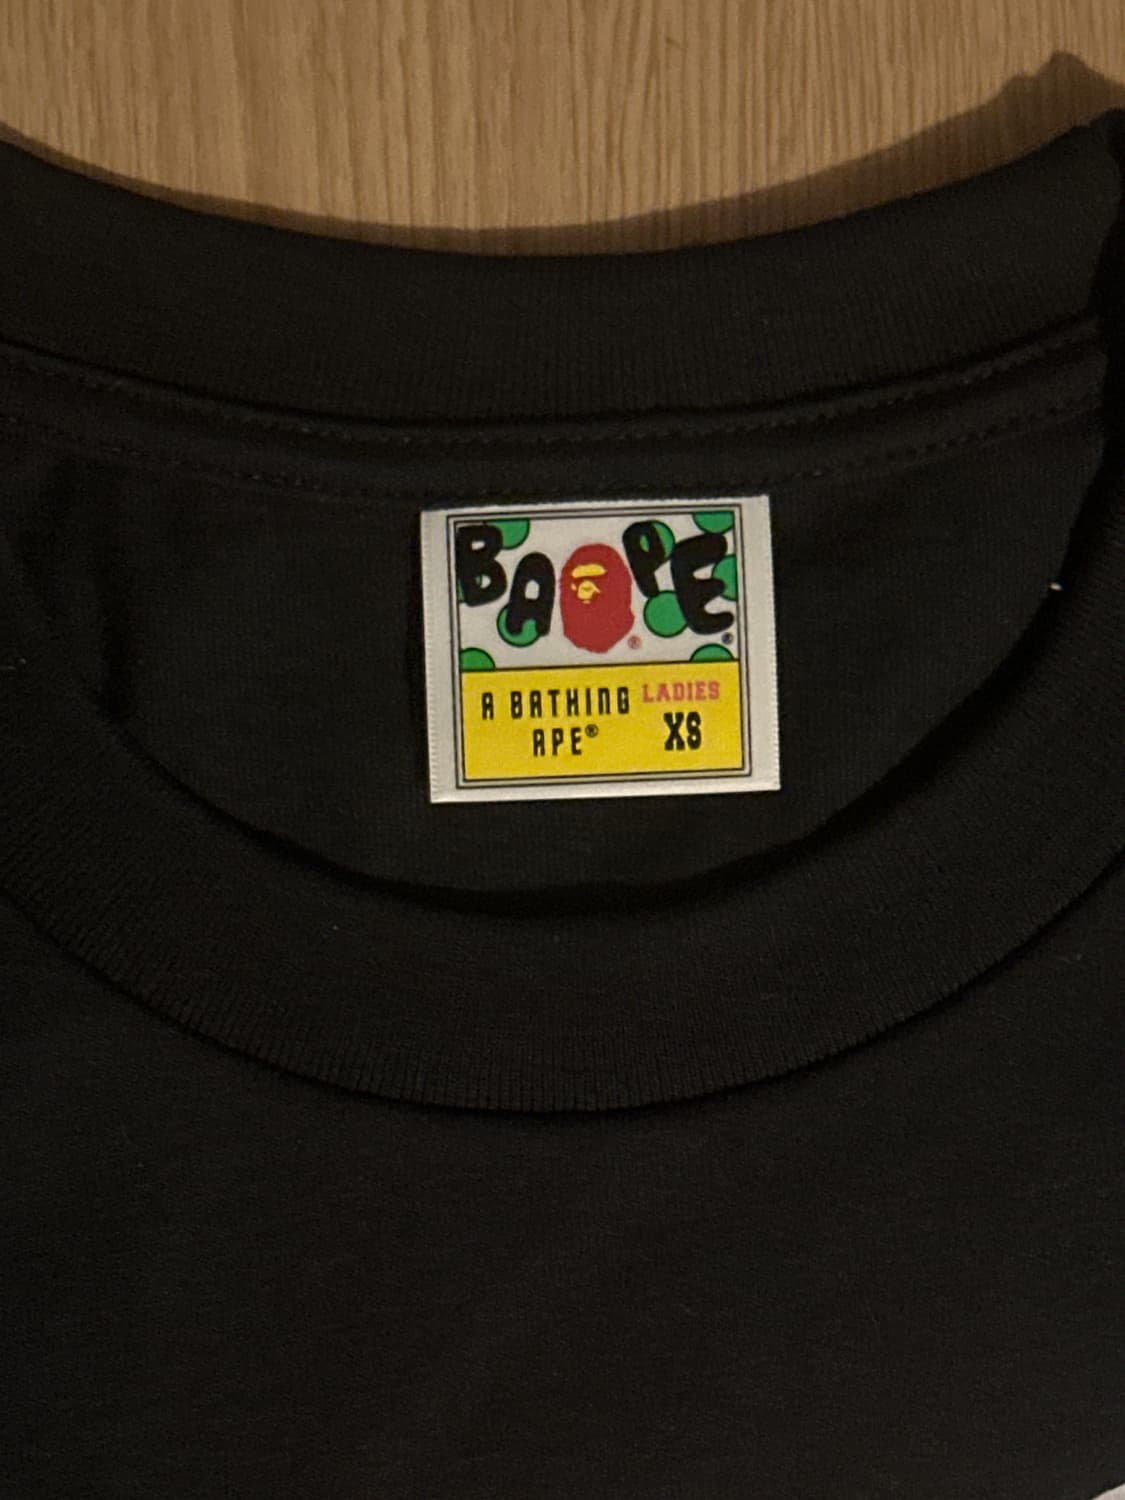 BAPE®
®
A BATHING LADIES
APE® XS